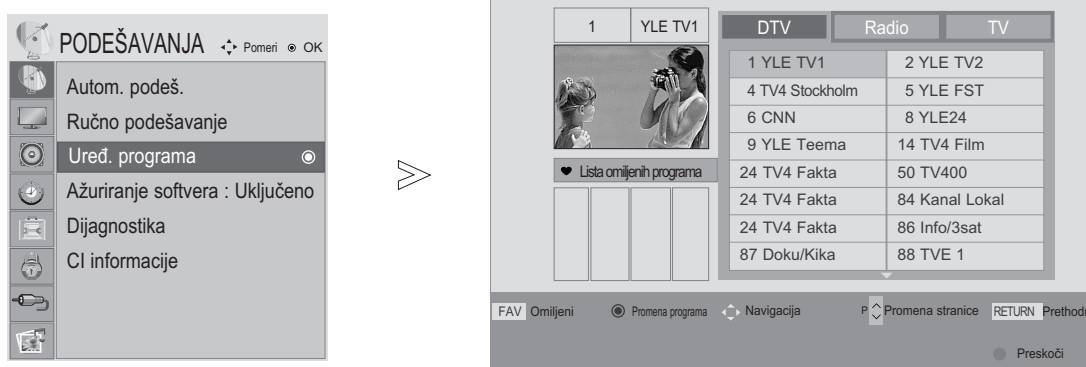 PODEŠAVANJA Pomeri OK
Autom. podeš.
Ručno podešavanje
Uređ. programa
Ažuriranje softvera : Uključeno
Dijagnostika
CI informacije
1 YLE TV1
Lista omiljenih programa
DTV Radio TV
1 YLE TV1 2 YLE TV2
4 TV4 Stockholm 5 YLE FST
6 CNN 8 YLE24
9 YLE Teema 14 TV4 Film
24 TV4 Fakta 50 TV400
24 TV4 Fakta 84 Kanal Lokal
24 TV4 Fakta 86 Info/3sat
87 Doku/Kika 88 TVE 1
FAV Omiljeni Promena programa Navigacija P Promena stranice RETURN Prethodn
Preskoči